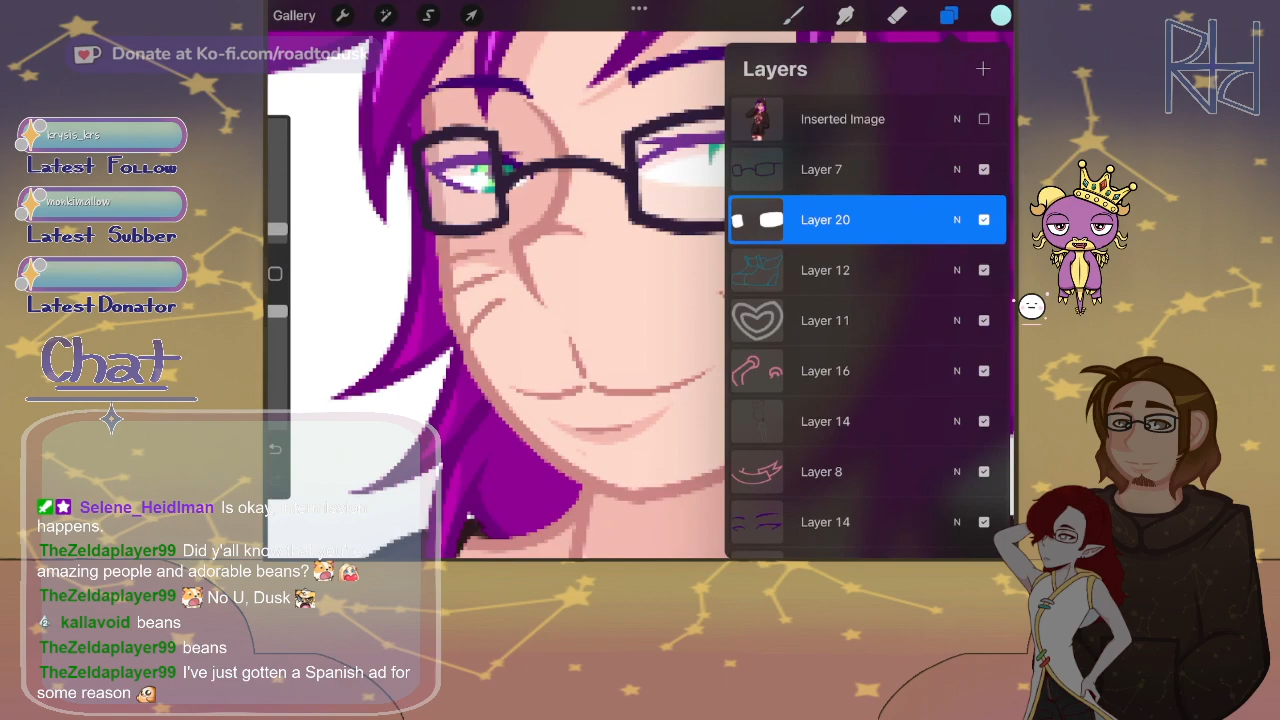 Donate at Ko-fi.com/roadtodusk
krysis_krs
Latest Follow
monkimallow
Latest Subber
Latest Donator
Chat
Selene_Heidlman Is okay,
happens.
TheZeldaplayer99 Did y'all know
amazing people and adorable beans?
TheZeldaplayer99 No U, Dusk
kallavoid beans
TheZeldaplayer99 beans
TheZeldaplayer99 I've just gotten a Spanish ad for
some reason
Gallery
Layers
Inserted Image N
Layer 7 N
Layer 20 N
Layer 12 N
Layer 11 N
Layer 16 N
Layer 14 N
Layer 8 N
Layer 14 N
RtD